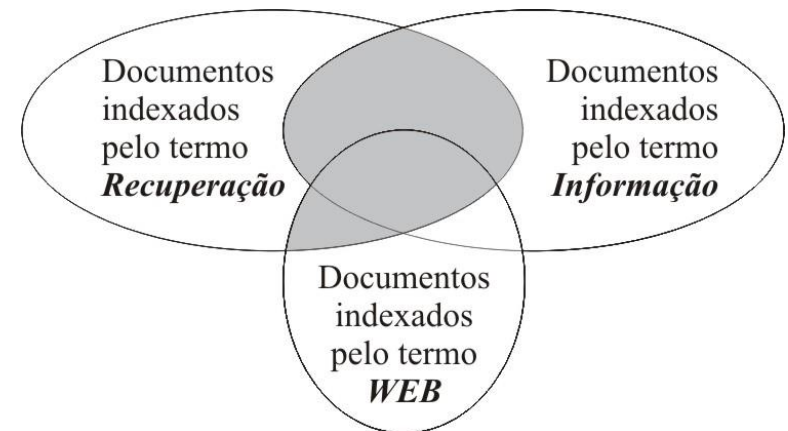 Documentos
indexados
pelo termo
Recuperação
Documentos
indexados
pelo termo
Informação
Documentos
indexados
pelo termo
WEB